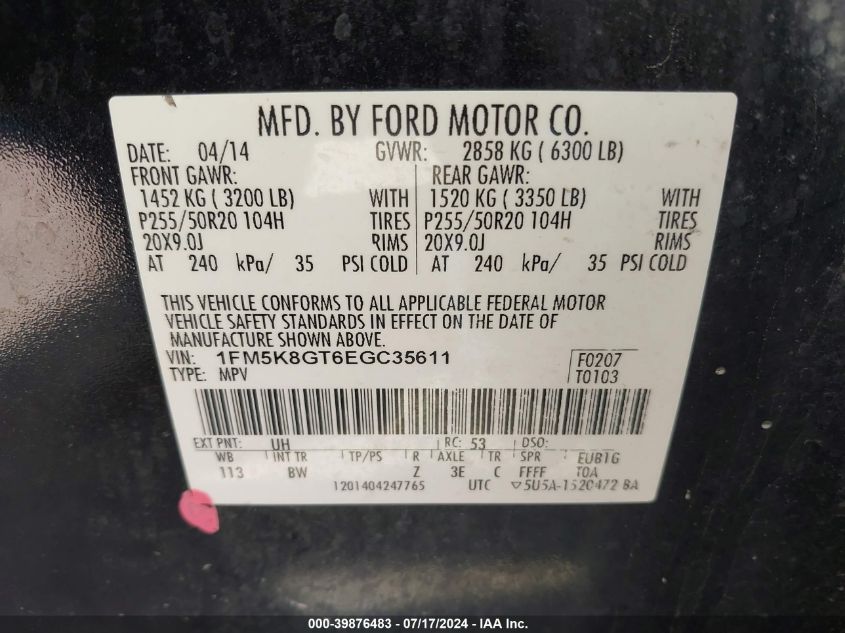 MFD. BY FORD MOTOR CO.
DATE: 04/14 GVWR: 2858 KG ( 6300 LB)
FRONT GAWR: REAR GAWR:
1452 KG ( 3200 LB) WITH 1520 KG ( 3350 LB) WITH
P255/50R20 104H TIRES P255/50R20 104H TIRES
20X9.0J RIMS 20X9.0J RIMS
AT 240 kPa/ 35 PSI COLD AT 240 kPa/ 35 PSI COLD
THIS VEHICLE CONFORMS TO ALL APPLICABLE FEDERAL MOTOR
VEHICLE SAFETY STANDARDS IN EFFECT ON THE DATE OF
MANUFACTURE SHOWN ABOVE.
VIN: 1FM5K8GT6EGC35611 F0207
TYPE: MPV T0103
EXT PNT: UH RC: 53 DSO:
WB INT TR TP/PS R AXLE TR SPR EUB1G
113 BW Z 3E C FFFF T0A
1201404247765 UTC ▽5U5A-1520472 BA
000-39876483 / 07/17/2024 - IAA Inc.